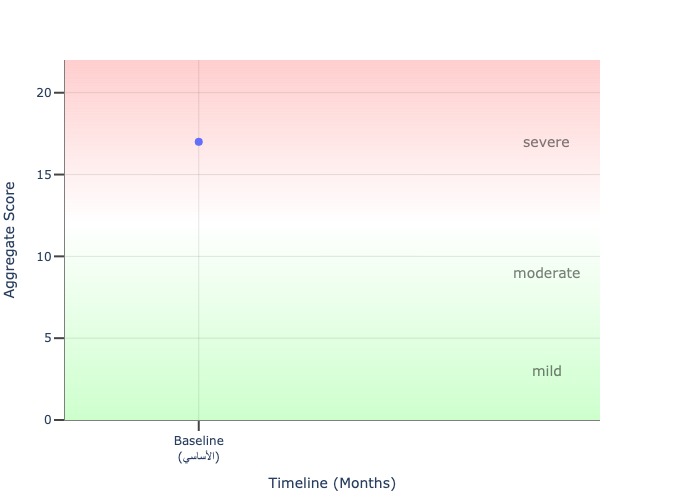 20
severe
15
10
moderate
5
mild
0
Aggregate Score
Baseline
(الأساسي)
Timeline (Months)